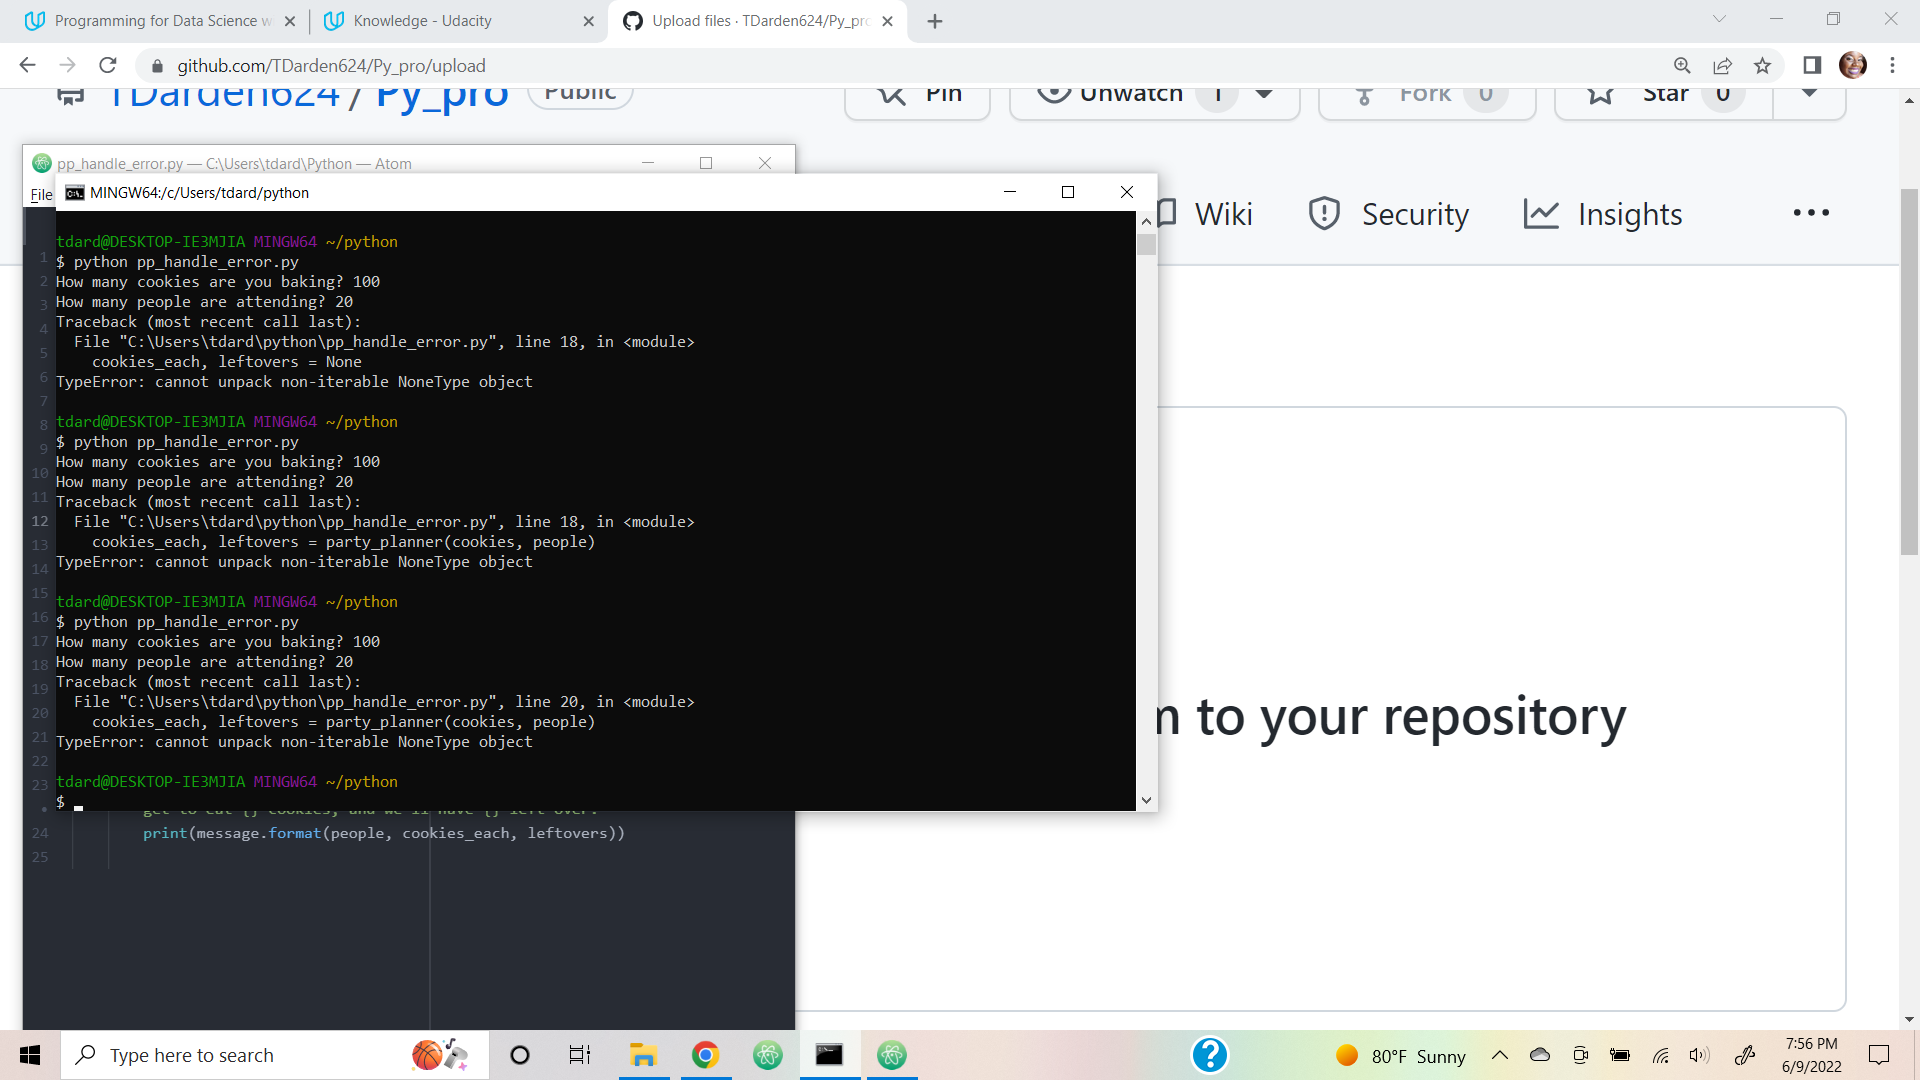 Programming for Data Science w
Knowledge - Udacity
Upload files · TDarden624/Py_pro
github.com/TDarden624/Py_pro/upload
TDarden624 / Py_pro Public
Pin
Unwatch 1
Fork 0
Star 0
pp_handle_error.py — C:\Users\tdard\Python — Atom
File
MINGW64:/c/Users/tdard/python
Wiki
Security
Insights
tdard@DESKTOP-IE3MJIA MINGW64 ~/python
$ python pp_handle_error.py
How many cookies are you baking? 100
How many people are attending? 20
Traceback (most recent call last):
File "C:\Users\tdard\python\pp_handle_error.py", line 18, in <module>
cookies_each, leftovers = None
TypeError: cannot unpack non-iterable NoneType object
tdard@DESKTOP-IE3MJIA MINGW64 ~/python
$ python pp_handle_error.py
How many cookies are you baking? 100
How many people are attending? 20
Traceback (most recent call last):
File "C:\Users\tdard\python\pp_handle_error.py", line 18, in <module>
cookies_each, leftovers = party_planner(cookies, people)
TypeError: cannot unpack non-iterable NoneType object
tdard@DESKTOP-IE3MJIA MINGW64 ~/python
$ python pp_handle_error.py
How many cookies are you baking? 100
How many people are attending? 20
Traceback (most recent call last):
File "C:\Users\tdard\python\pp_handle_error.py", line 20, in <module>
cookies_each, leftovers = party_planner(cookies, people)
TypeError: cannot unpack non-iterable NoneType object
tdard@DESKTOP-IE3MJIA MINGW64 ~/python
$
1
2
3
4
5
6
7
8
9
10
11
12
13
14
15
16
17
18
19
20
21
22
23
get to eat {} cookies, and we'll have {} left over.
24 print(message.format(people, cookies_each, leftovers))
25
m to your repository
Type here to search
80°F Sunny
7:56 PM
6/9/2022